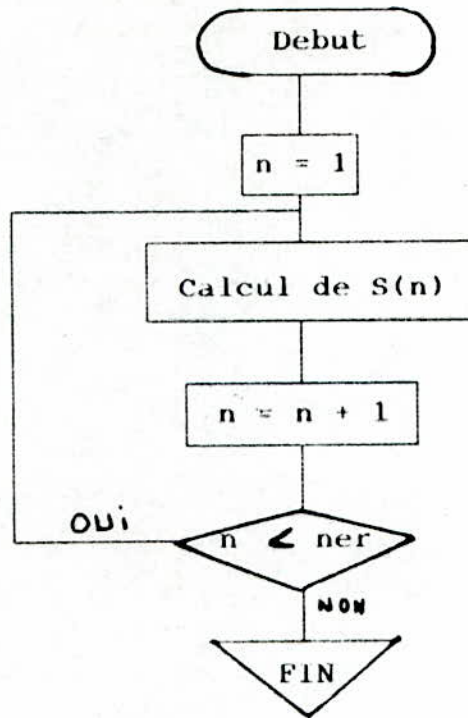 Debut
n = 1
Calcul de S(n)
n = n + 1
OUi
n < ner
NON
FIN